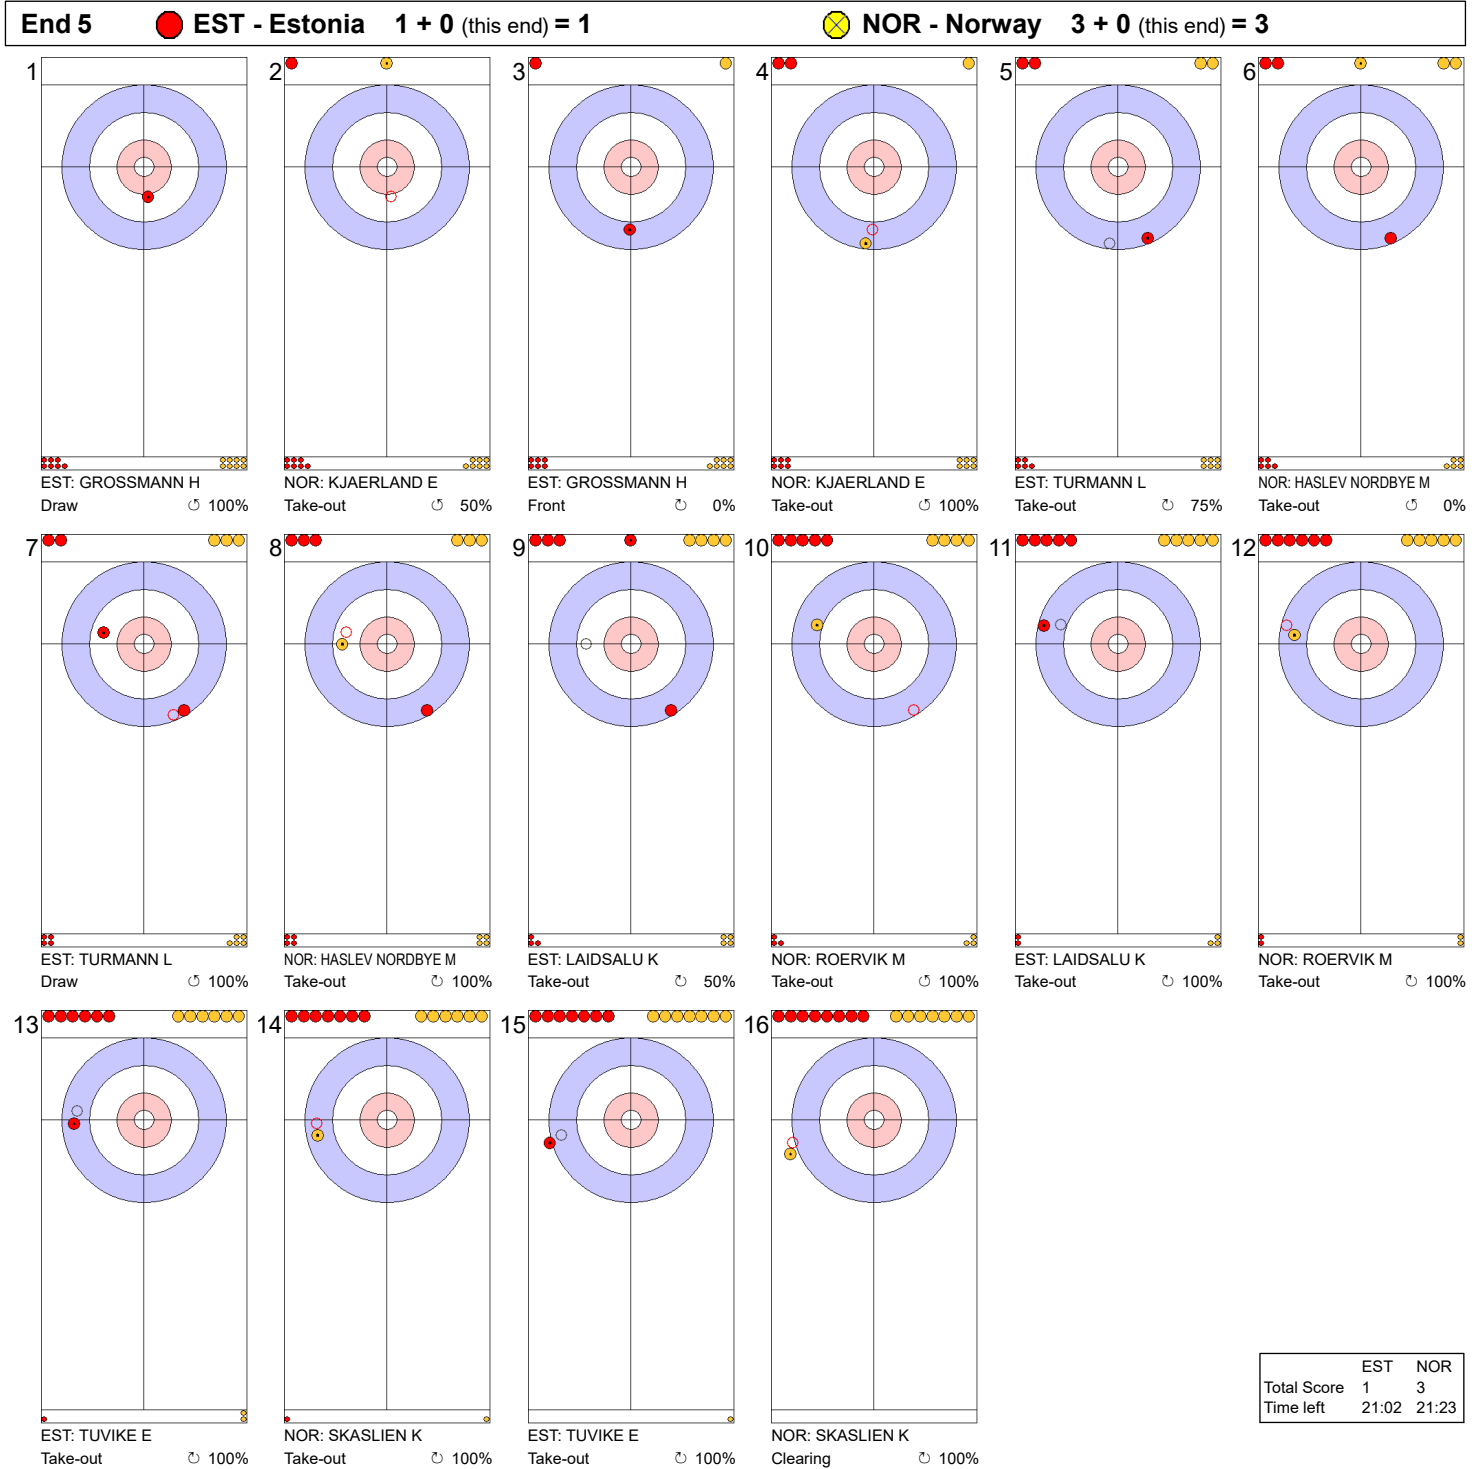 End 5 EST - Estonia 1 + 0 (this end) = 1 NOR - Norway 3 + 0 (this end) = 3
1 2 3 4 5 6
EST: GROSSMANN H NOR: KJAERLAND E EST: GROSSMANN H NOR: KJAERLAND E EST: TURMANN L NOR: HASLEV NORDBYE M
Draw ↺ 100% Take-out ↺ 50% Front ↻ 0% Take-out ↺ 100% Take-out ↻ 75% Take-out ↺ 0%
7 8 9 10 11 12
EST: TURMANN L NOR: HASLEV NORDBYE M EST: LAIDSALU K NOR: ROERVIK M EST: LAIDSALU K NOR: ROERVIK M
Draw ↺ 100% Take-out ↻ 100% Take-out ↻ 50% Take-out ↺ 100% Take-out ↻ 100% Take-out ↻ 100%
13 14 15 16
EST: TUVIKE E NOR: SKASLIEN K EST: TUVIKE E NOR: SKASLIEN K
Take-out ↻ 100% Take-out ↻ 100% Take-out ↻ 100% Clearing ↻ 100%
EST NOR
Total Score 1 3
Time left 21:02 21:23